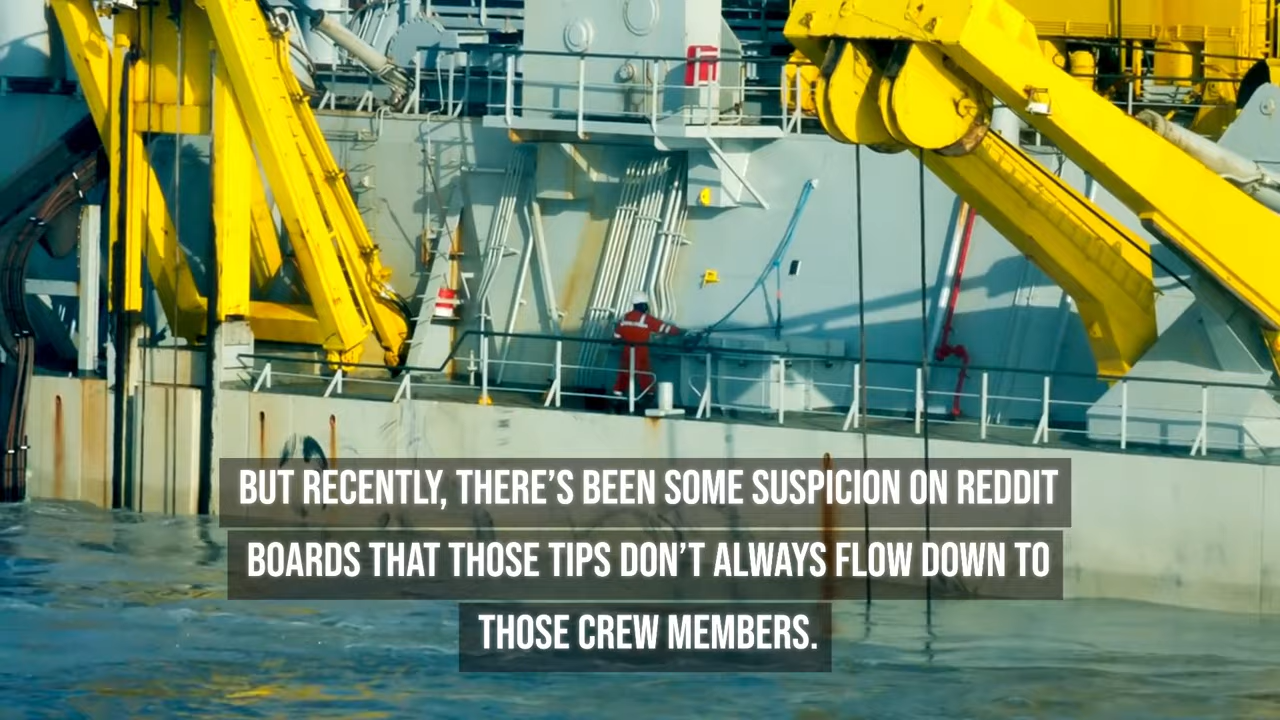 BUT RECENTLY, THERE'S BEEN SOME SUSPICION ON REDDIT
BOARDS THAT THOSE TIPS DON'T ALWAYS FLOW DOWN TO
THOSE CREW MEMBERS.